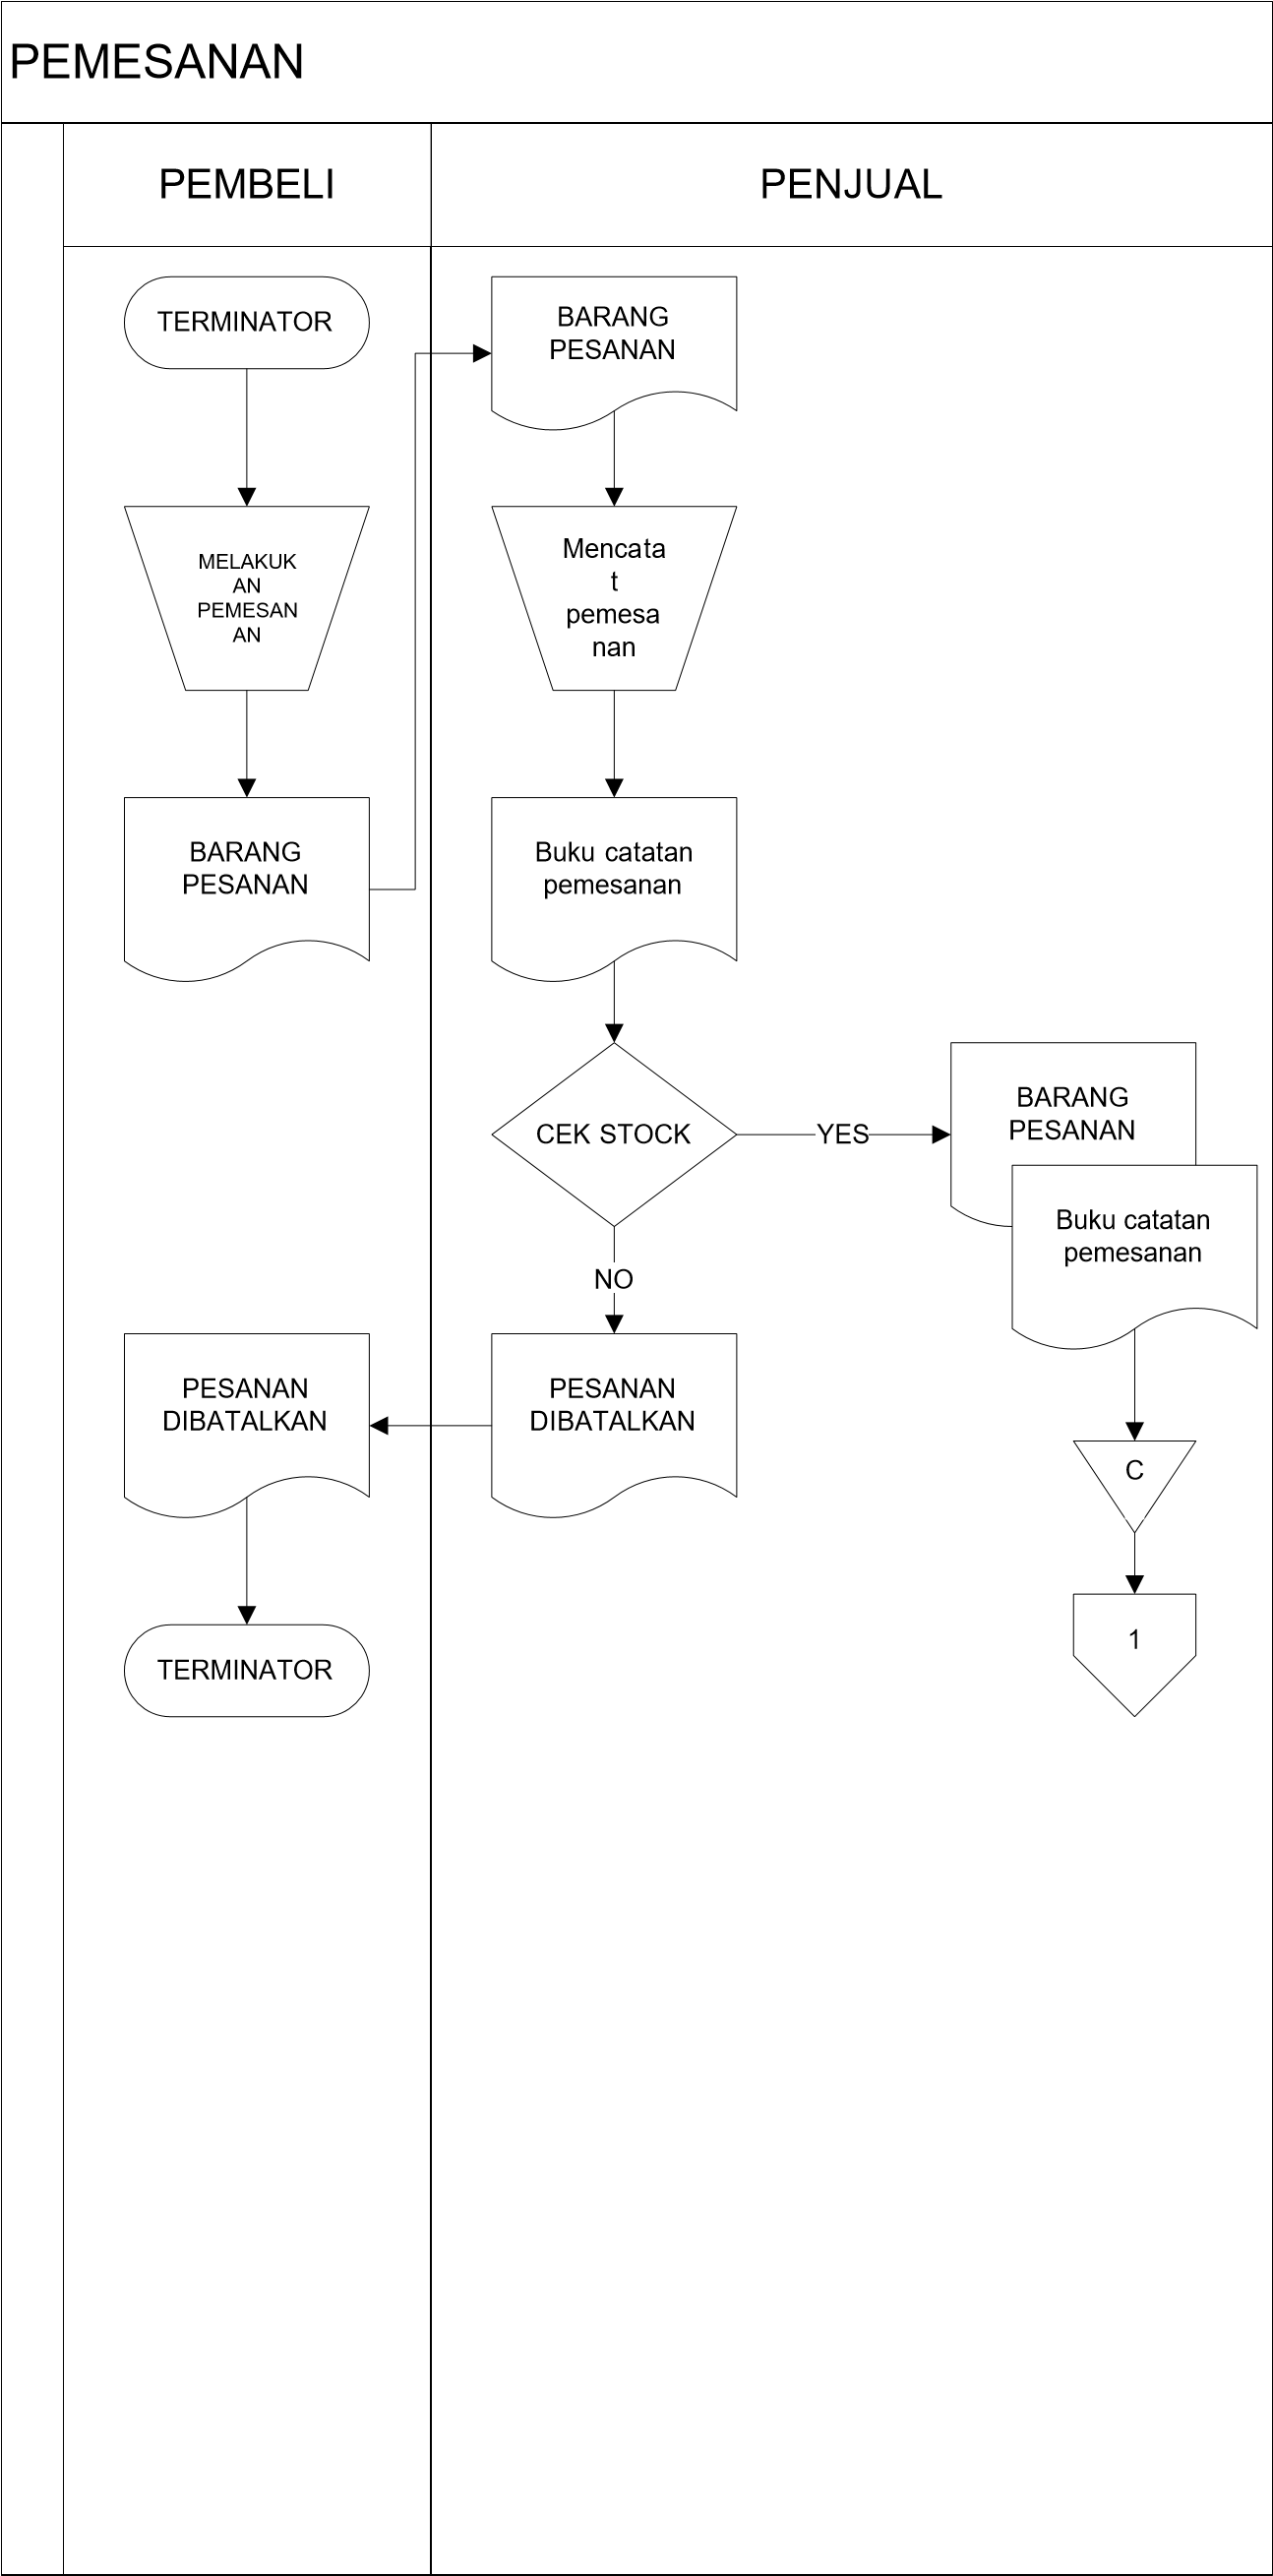 PEMESANAN
PEMBELI
PENJUAL
TERMINATOR
MELAKUK
AN
PEMESAN
AN
BARANG
PESANAN
BARANG
PESANAN
Mencata
t
pemesa
nan
Buku catatan
pemesanan
CEK STOCK
YES
BARANG
PESANAN
Buku catatan
pemesanan
NO
PESANAN
DIBATALKAN
PESANAN
DIBATALKAN
C
1
TERMINATOR